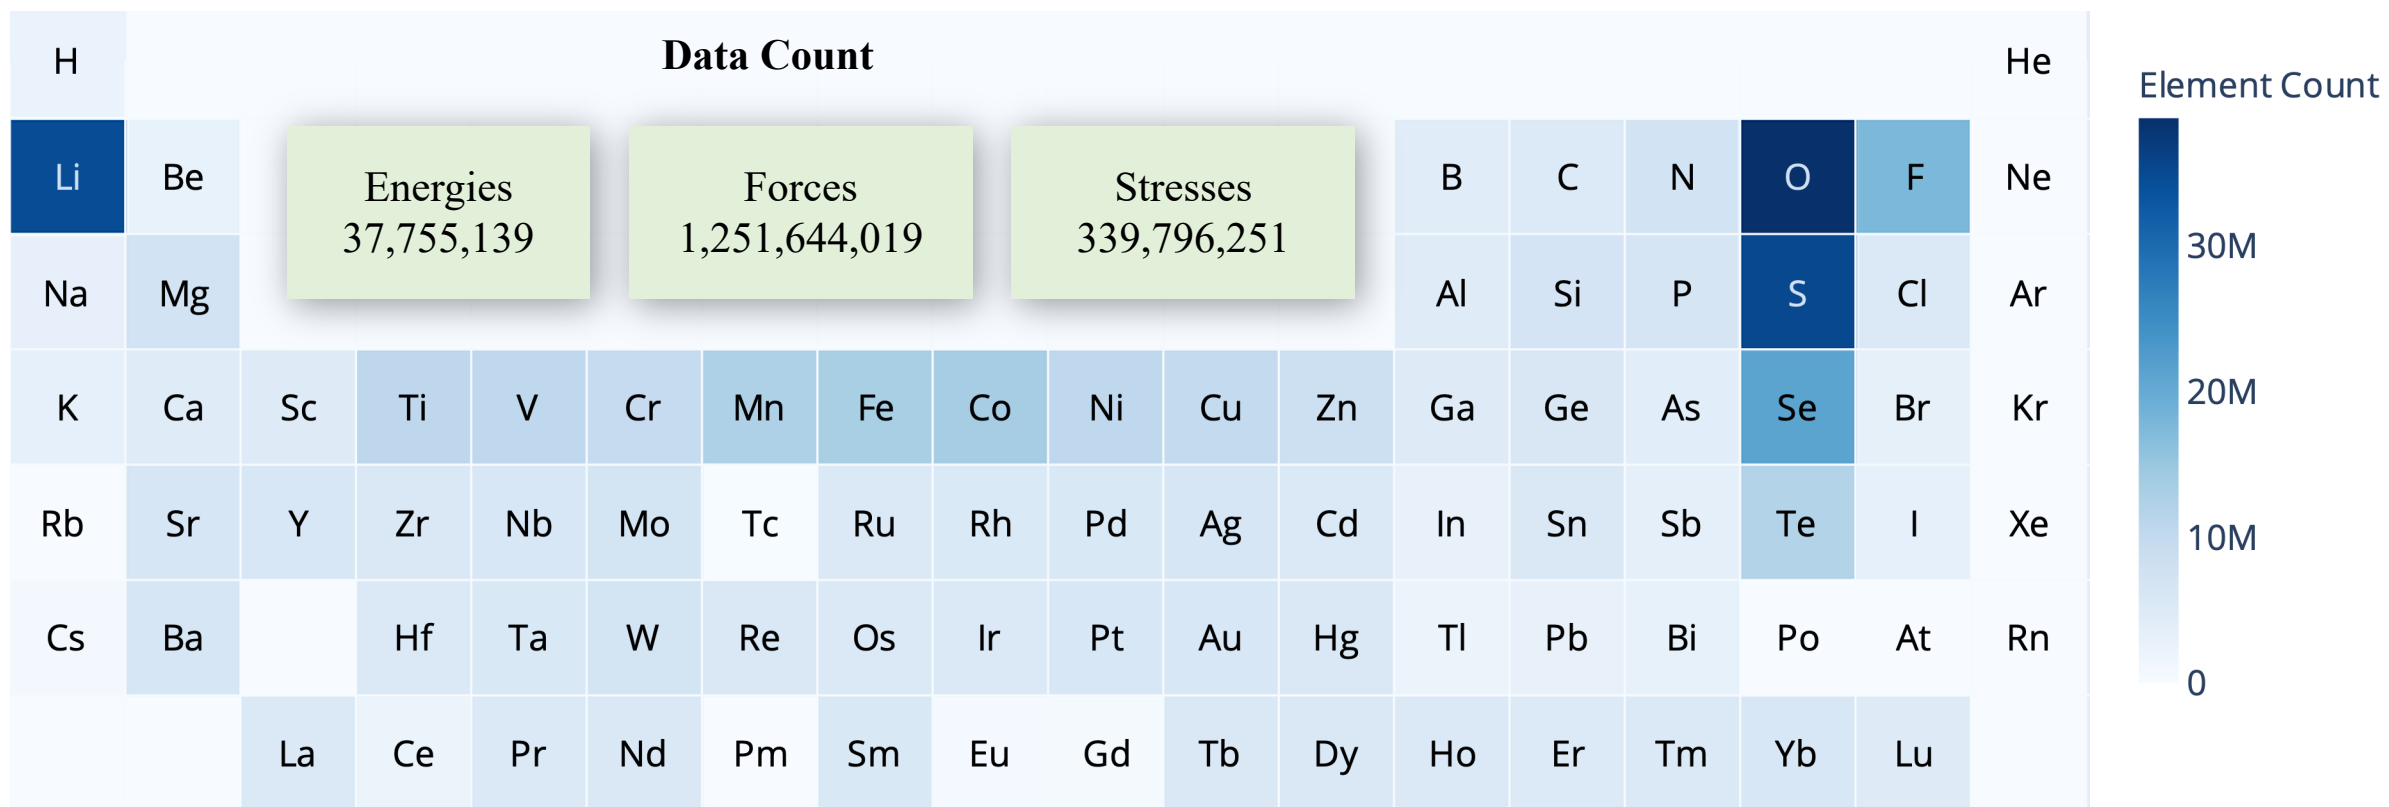 Data Count
H
He
Li
Be
B
C
N
O
F
Ne
Energies
37,755,139
Forces
1,251,644,019
Stresses
339,796,251
Na
Mg
Al
Si
P
S
Cl
Ar
K
Ca
Sc
Ti
V
Cr
Mn
Fe
Co
Ni
Cu
Zn
Ga
Ge
As
Se
Br
Kr
Rb
Sr
Y
Zr
Nb
Mo
Tc
Ru
Rh
Pd
Ag
Cd
In
Sn
Sb
Te
I
Xe
Cs
Ba
Hf
Ta
W
Re
Os
Ir
Pt
Au
Hg
Tl
Pb
Bi
Po
At
Rn
La
Ce
Pr
Nd
Pm
Sm
Eu
Gd
Tb
Dy
Ho
Er
Tm
Yb
Lu
Element Count
30M
20M
10M
0